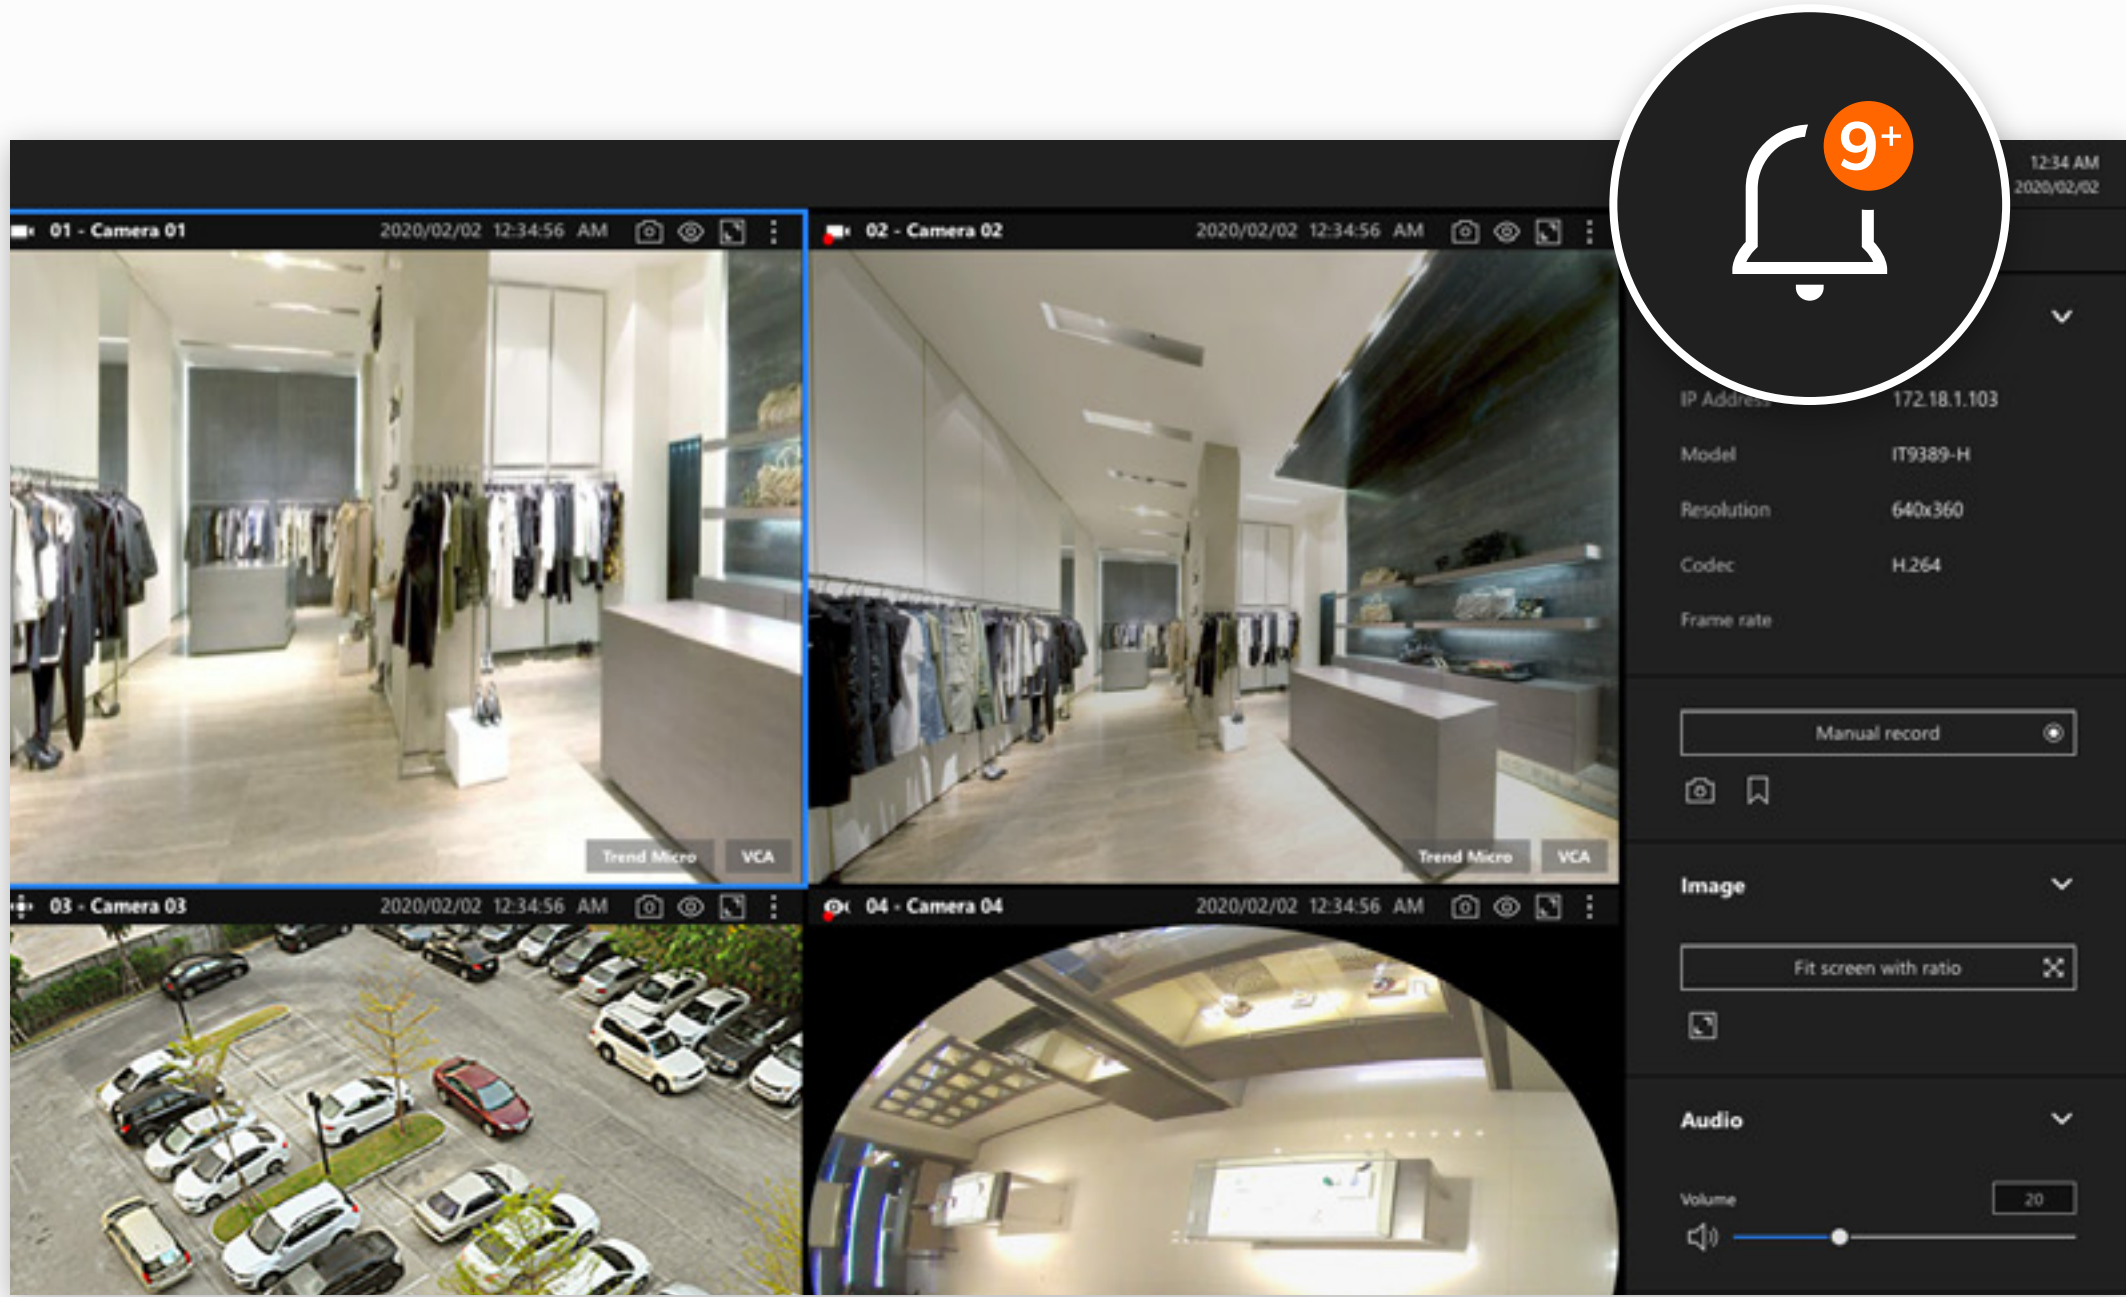 9+
12:34 AM
2020/02/02
01 - Camera 01 2020/02/02 12:34:56 AM
02 - Camera 02 2020/02/02 12:34:56 AM
Trend Micro VCA
Trend Micro VCA
03 - Camera 03 2020/02/02 12:34:56 AM
04 - Camera 04 2020/02/02 12:34:56 AM
IP Address 172.18.1.103
Model IT9389-H
Resolution 640x360
Codec H.264
Frame rate
Manual record
Image
Fit screen with ratio
Audio
Volume 20